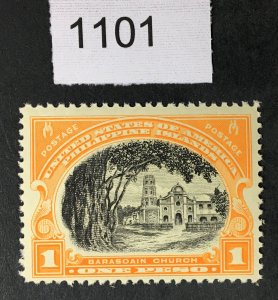 1101
POSTAGE POSTAGE
UNITED STATES OF AMERICA
PHILIPPINE ISLANDS
BARASOAIN CHURCH
1 ONE PESO 1